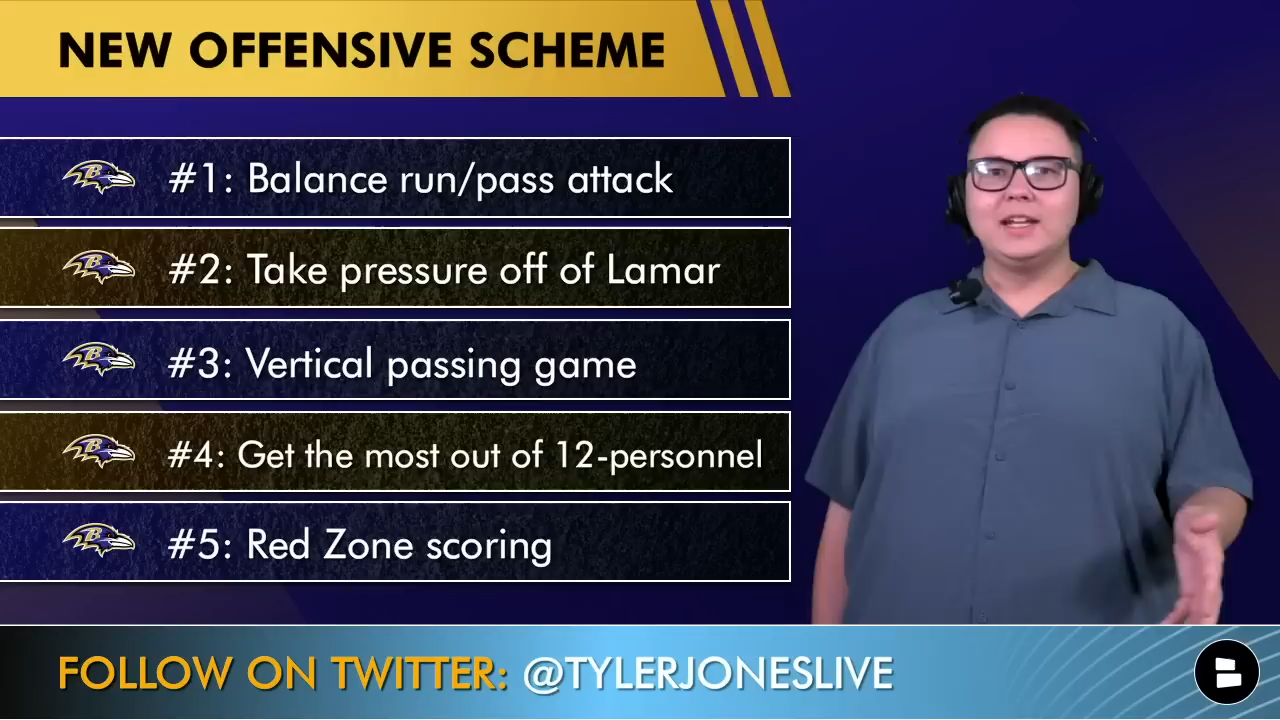 NEW OFFENSIVE SCHEME
#1: Balance run/pass attack
#2: Take pressure off of Lamar
#3: Vertical passing game
#4: Get the most out of 12-personnel
#5: Red Zone scoring
FOLLOW ON TWITTER: @TYLERJONESLIVE